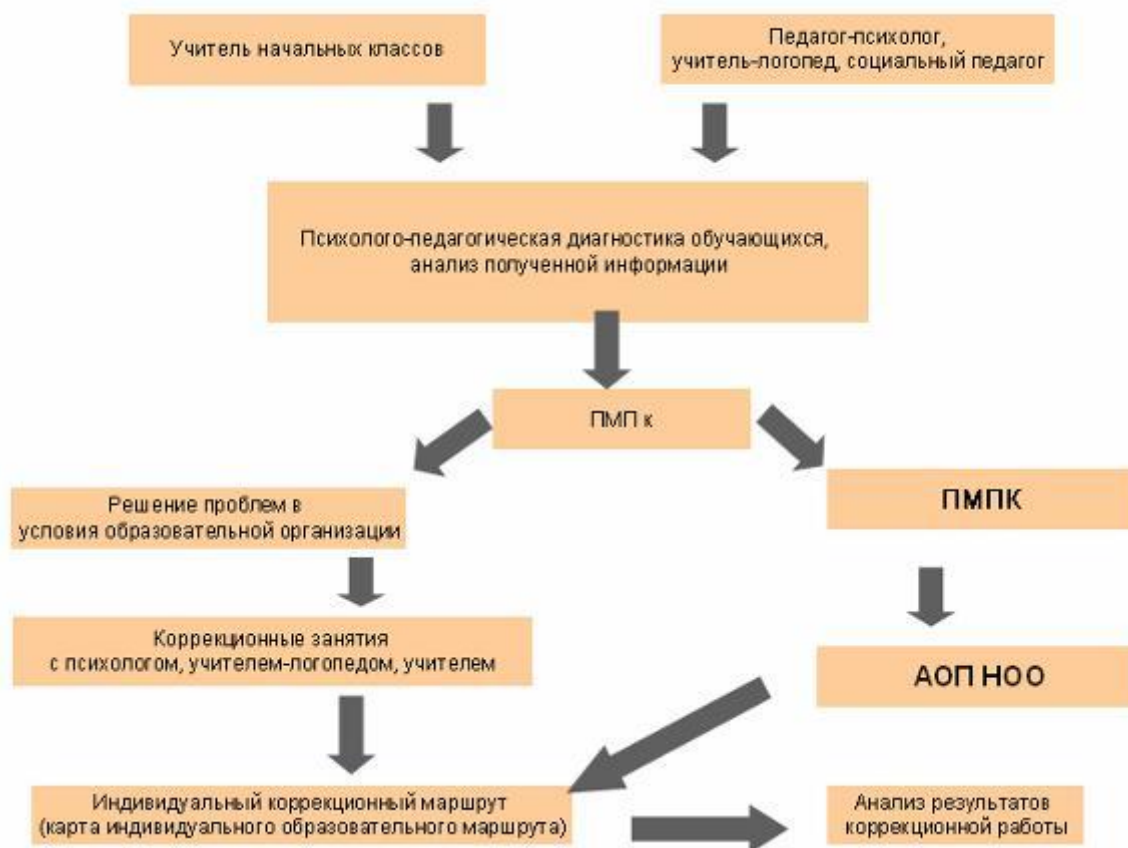 Учитель начальных классов
Педагог-психолог,
учитель-логопед, социальный педагог
Психолого-педагогическая диагностика обучающихся,
анализ полученной информации
ПМП к
Решение проблем в
условия образовательной организации
ПМПК
Коррекционные занятия
с психологом, учителем-логопедом, учителем
АОП НОО
Индивидуальный коррекционный маршрут
(карта индивидуального образовательного маршрута)
Анализ результатов
коррекционной работы